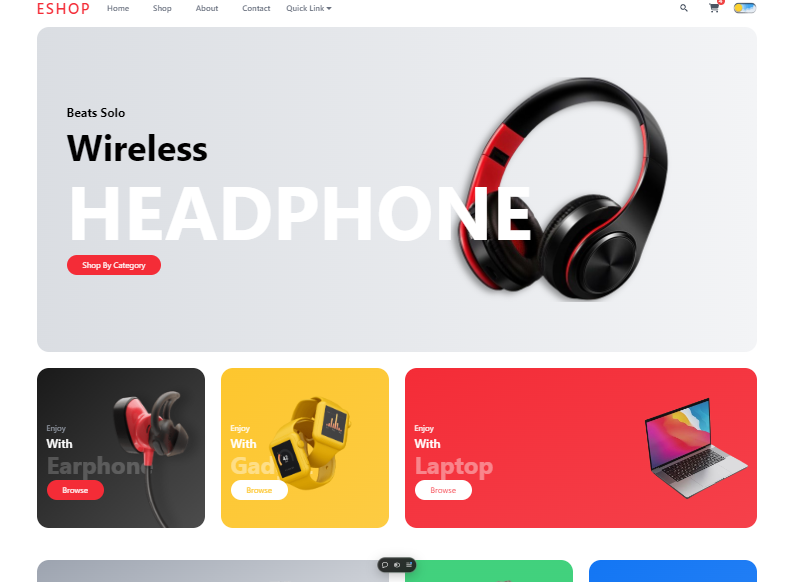 ESHOP Home Shop About Contact Quick Link
Beats Solo
Wireless
HEADPHONE
Shop By Category
Enjoy
With
Earphone
Browse
Enjoy
With
Gad
Browse
Enjoy
With
Laptop
Browse